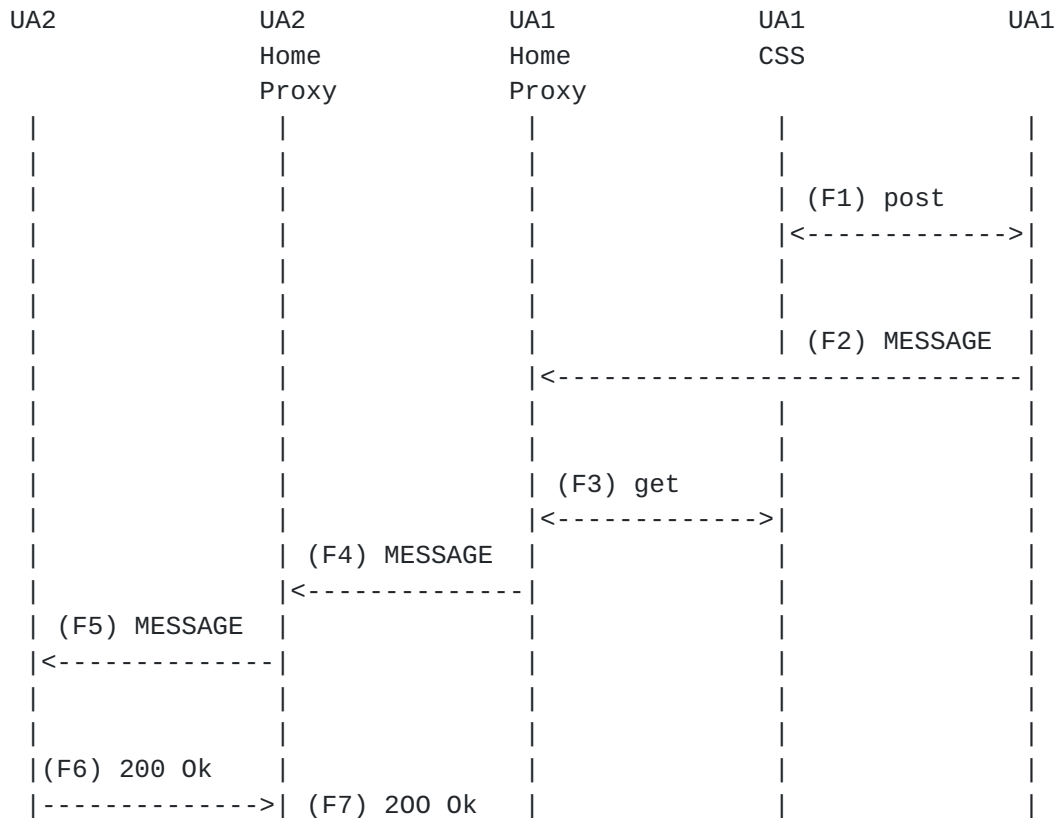 UA2 UA2 UA1 UA1 UA1
Home Home CSS
Proxy Proxy
(F1) post
(F2) MESSAGE
(F3) get
(F4) MESSAGE
(F5) MESSAGE
(F6) 200 Ok
(F7) 2OO Ok